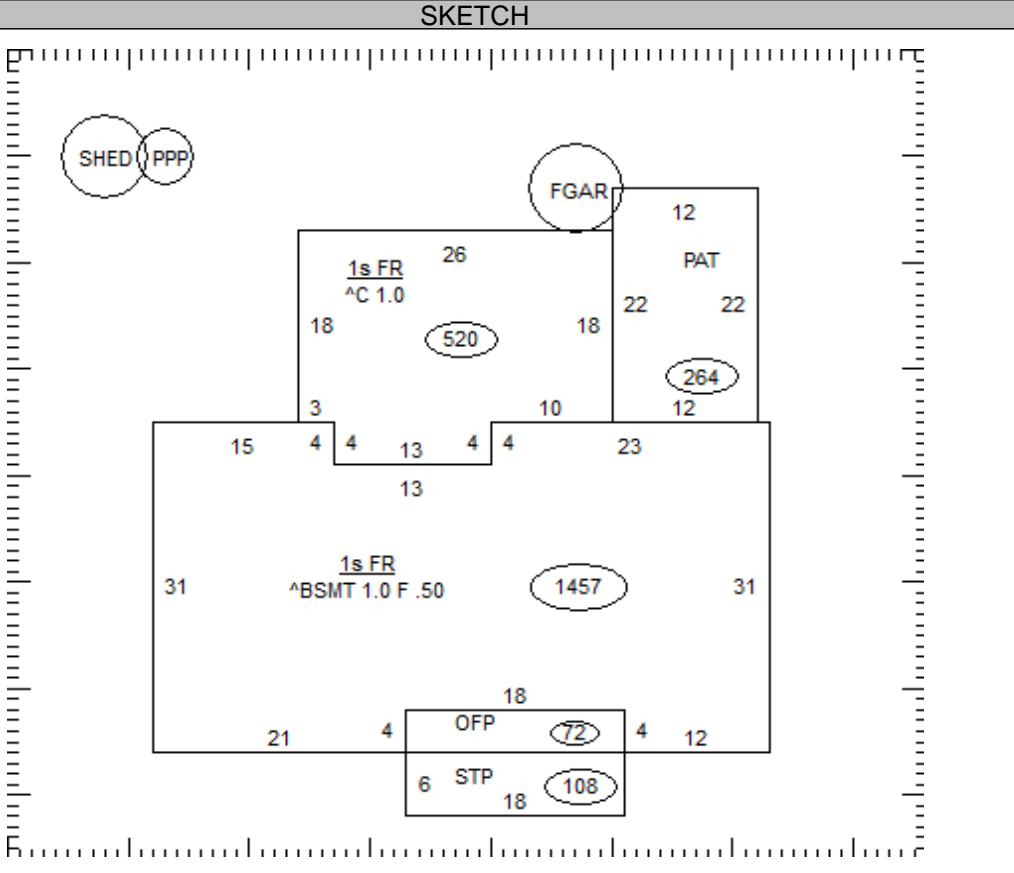 SKETCH
SHED PPP
FGAR
12
PAT
26
1s FR
^C 1.0
22 22
18 18
520
264
3 10 12
15 4 4 13 4 4 23
13
1s FR
^BSMT 1.0 F .50
31 1457 31
18
OFP 72
21 4 4 12
STP 108
6
18